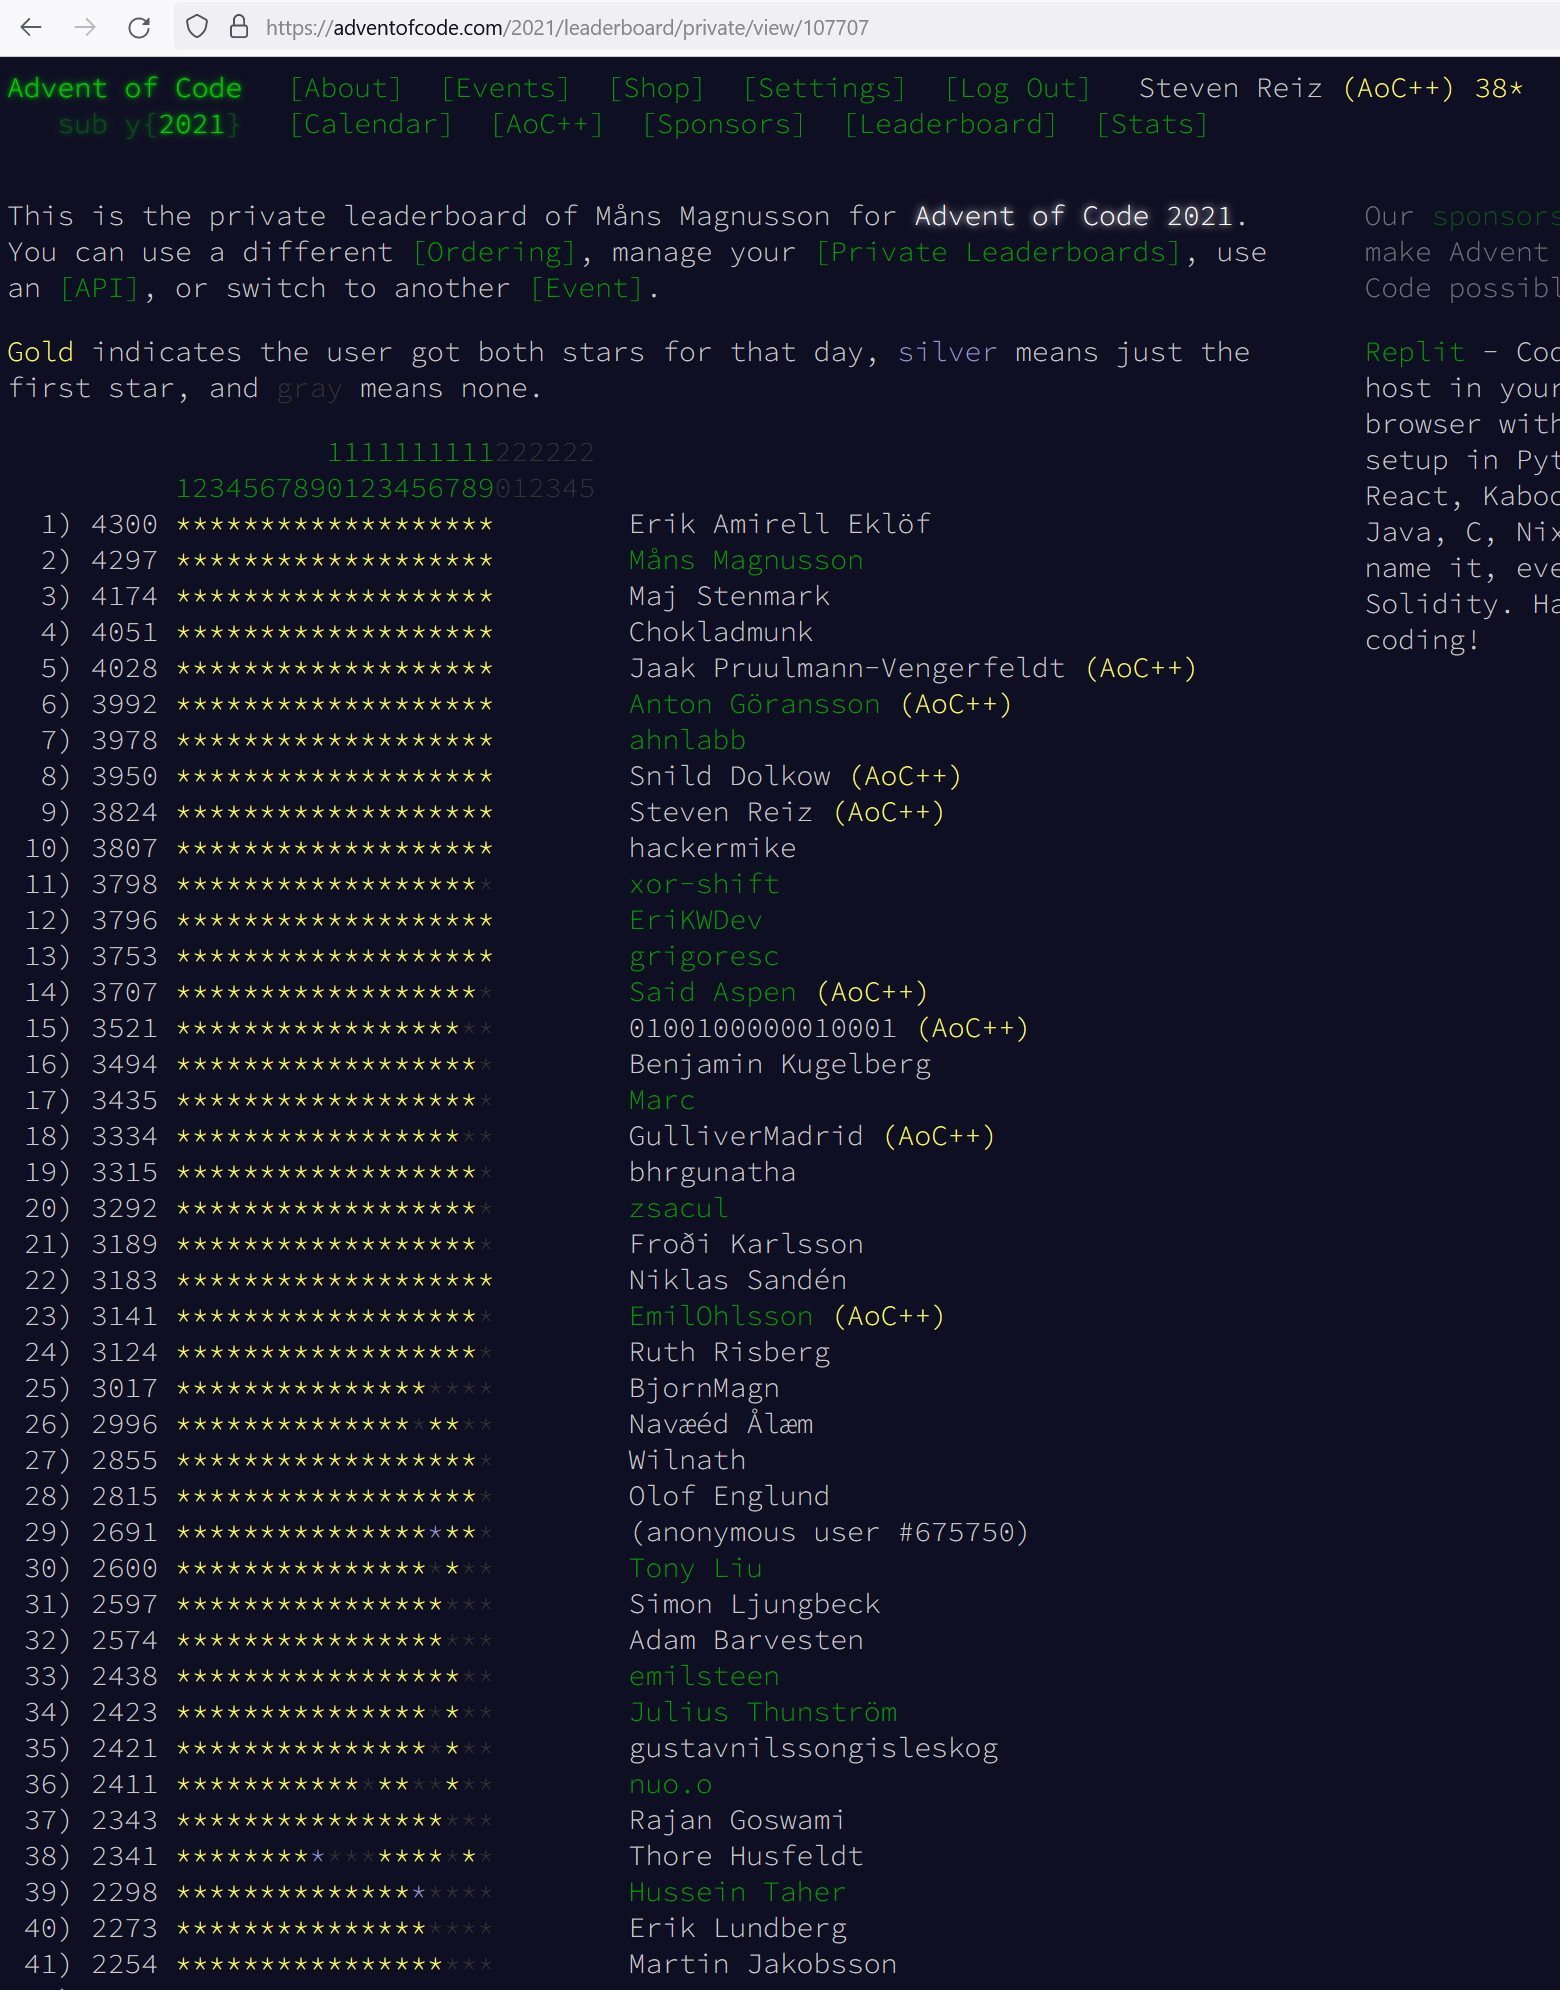 https://adventofcode.com/2021/leaderboard/private/view/107707
Advent of Code [About] [Events] [Shop] [Settings] [Log Out] Steven Reiz (AoC++) 38*
sub y{2021} [Calendar] [AoC++] [Sponsors] [Leaderboard] [Stats]
This is the private leaderboard of Måns Magnusson for Advent of Code 2021.
You can use a different [Ordering], manage your [Private Leaderboards], use
an [API], or switch to another [Event].
Gold indicates the user got both stars for that day, silver means just the
first star, and gray means none.
1111111111222222
1234567890123456789012345
1) 4300 ******************* Erik Amirell Eklöf
2) 4297 ******************* Måns Magnusson
3) 4174 ******************* Maj Stenmark
4) 4051 ******************* Chokladmunk
5) 4028 ******************* Jaak Pruulmann-Vengerfeldt (AoC++)
6) 3992 ******************* Anton Göransson (AoC++)
7) 3978 ******************* ahnlabb
8) 3950 ******************* Snild Dolkow (AoC++)
9) 3824 ******************* Steven Reiz (AoC++)
10) 3807 ******************* hackermike
11) 3798 ******************* xor-shift
12) 3796 ******************* EriKWDev
13) 3753 ******************* grigoresc
14) 3707 ******************* Said Aspen (AoC++)
15) 3521 ******************* 0100100000010001 (AoC++)
16) 3494 ******************* Benjamin Kugelberg
17) 3435 ******************* Marc
18) 3334 ******************* GulliverMadrid (AoC++)
19) 3315 ******************* bhrgunatha
20) 3292 ******************* zsacul
21) 3189 ******************* Froði Karlsson
22) 3183 ******************* Niklas Sandén
23) 3141 ******************* EmilOhlsson (AoC++)
24) 3124 ******************* Ruth Risberg
25) 3017 ******************* BjornMagn
26) 2996 ******************* Navæéd Ålæm
27) 2855 ******************* Wilnath
28) 2815 ******************* Olof Englund
29) 2691 ******************* (anonymous user #675750)
30) 2600 ******************* Tony Liu
31) 2597 ******************* Simon Ljungbeck
32) 2574 ******************* Adam Barvesten
33) 2438 ******************* emilsteen
34) 2423 ******************* Julius Thunström
35) 2421 ******************* gustavnilssongisleskog
36) 2411 ******************* nuo.o
37) 2343 ******************* Rajan Goswami
38) 2341 ******************* Thore Husfeldt
39) 2298 ******************* Hussein Taher
40) 2273 ******************* Erik Lundberg
41) 2254 ******************* Martin Jakobsson
Our sponsors
make Advent
Code possibl
Replit - Coc
host in your
browser with
setup in Pyt
React, Kaboo
Java, C, Nix
name it, eve
Solidity. Ha
coding!